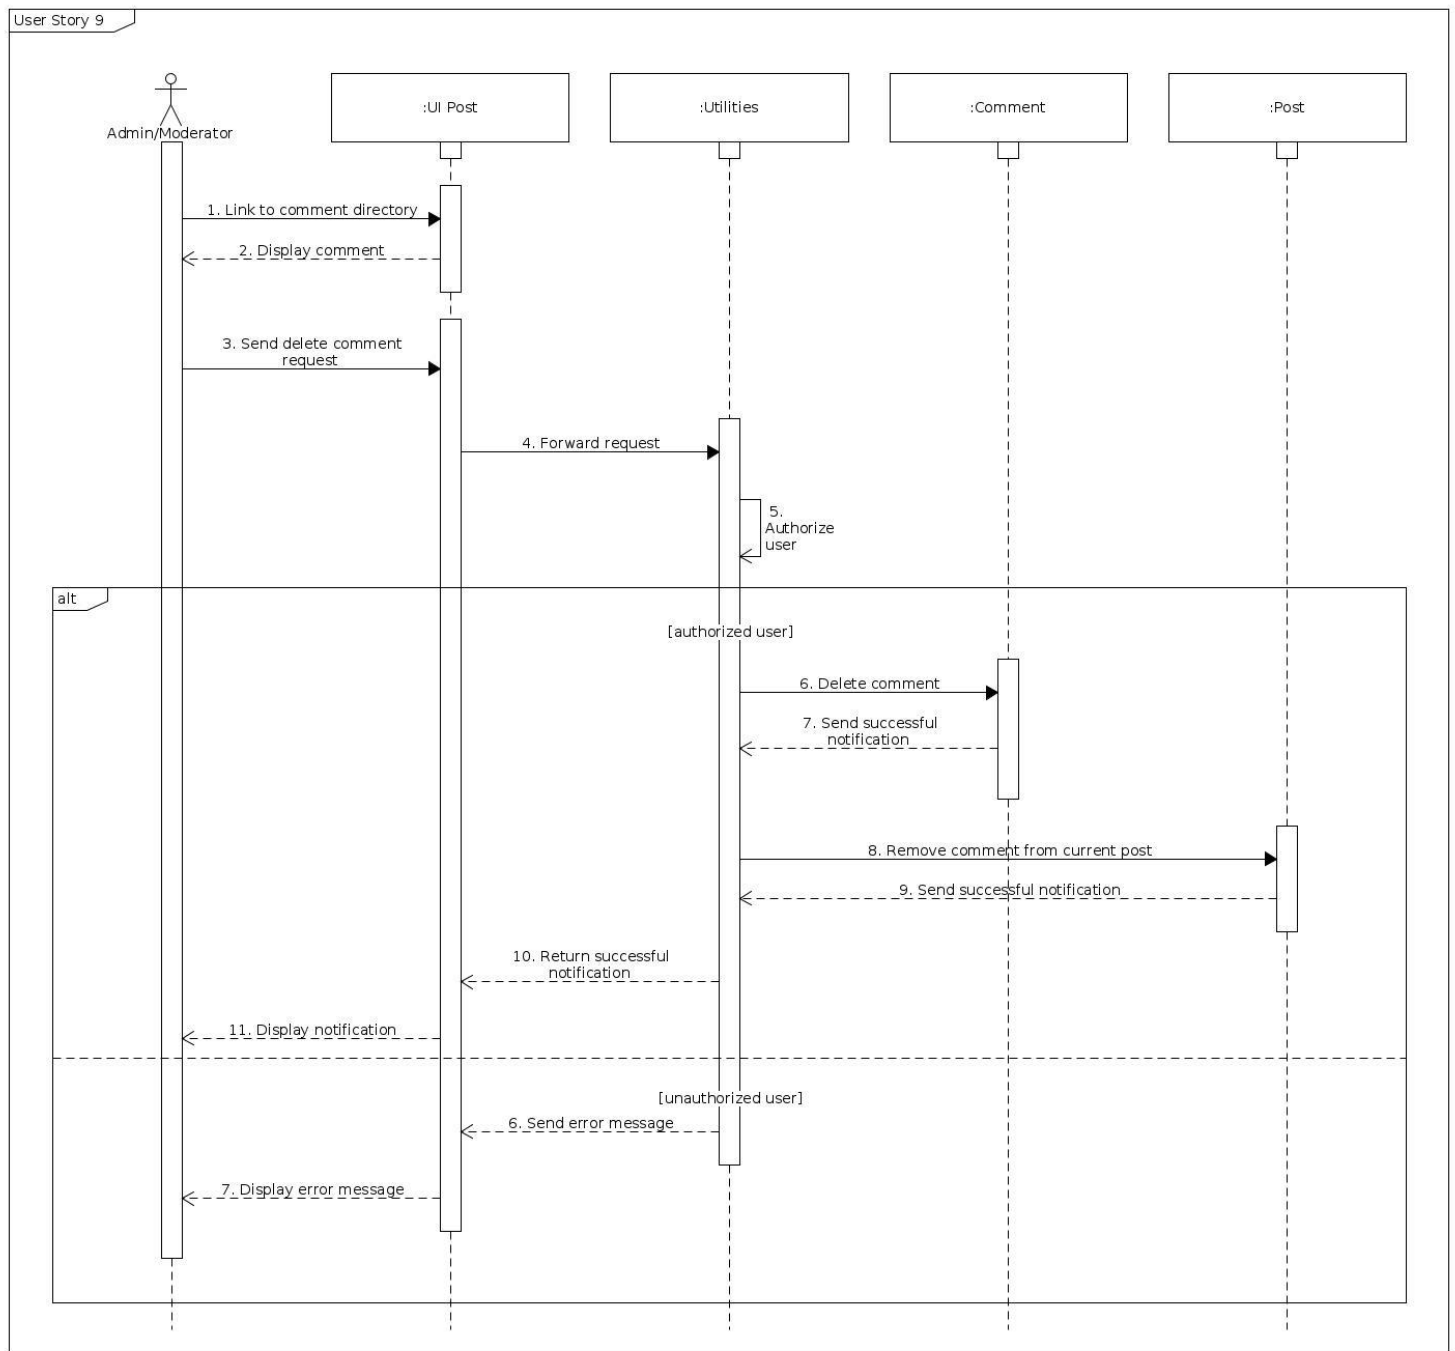 User Story 9
Admin/Moderator
:UI Post
:Utilities
:Comment
:Post
1. Link to comment directory
2. Display comment
3. Send delete comment
request
4. Forward request
5.
Authorize
user
alt
[authorized user]
6. Delete comment
7. Send successful
notification
8. Remove comment from current post
9. Send successful notification
10. Return successful
notification
11. Display notification
[unauthorized user]
6. Send error message
7. Display error message